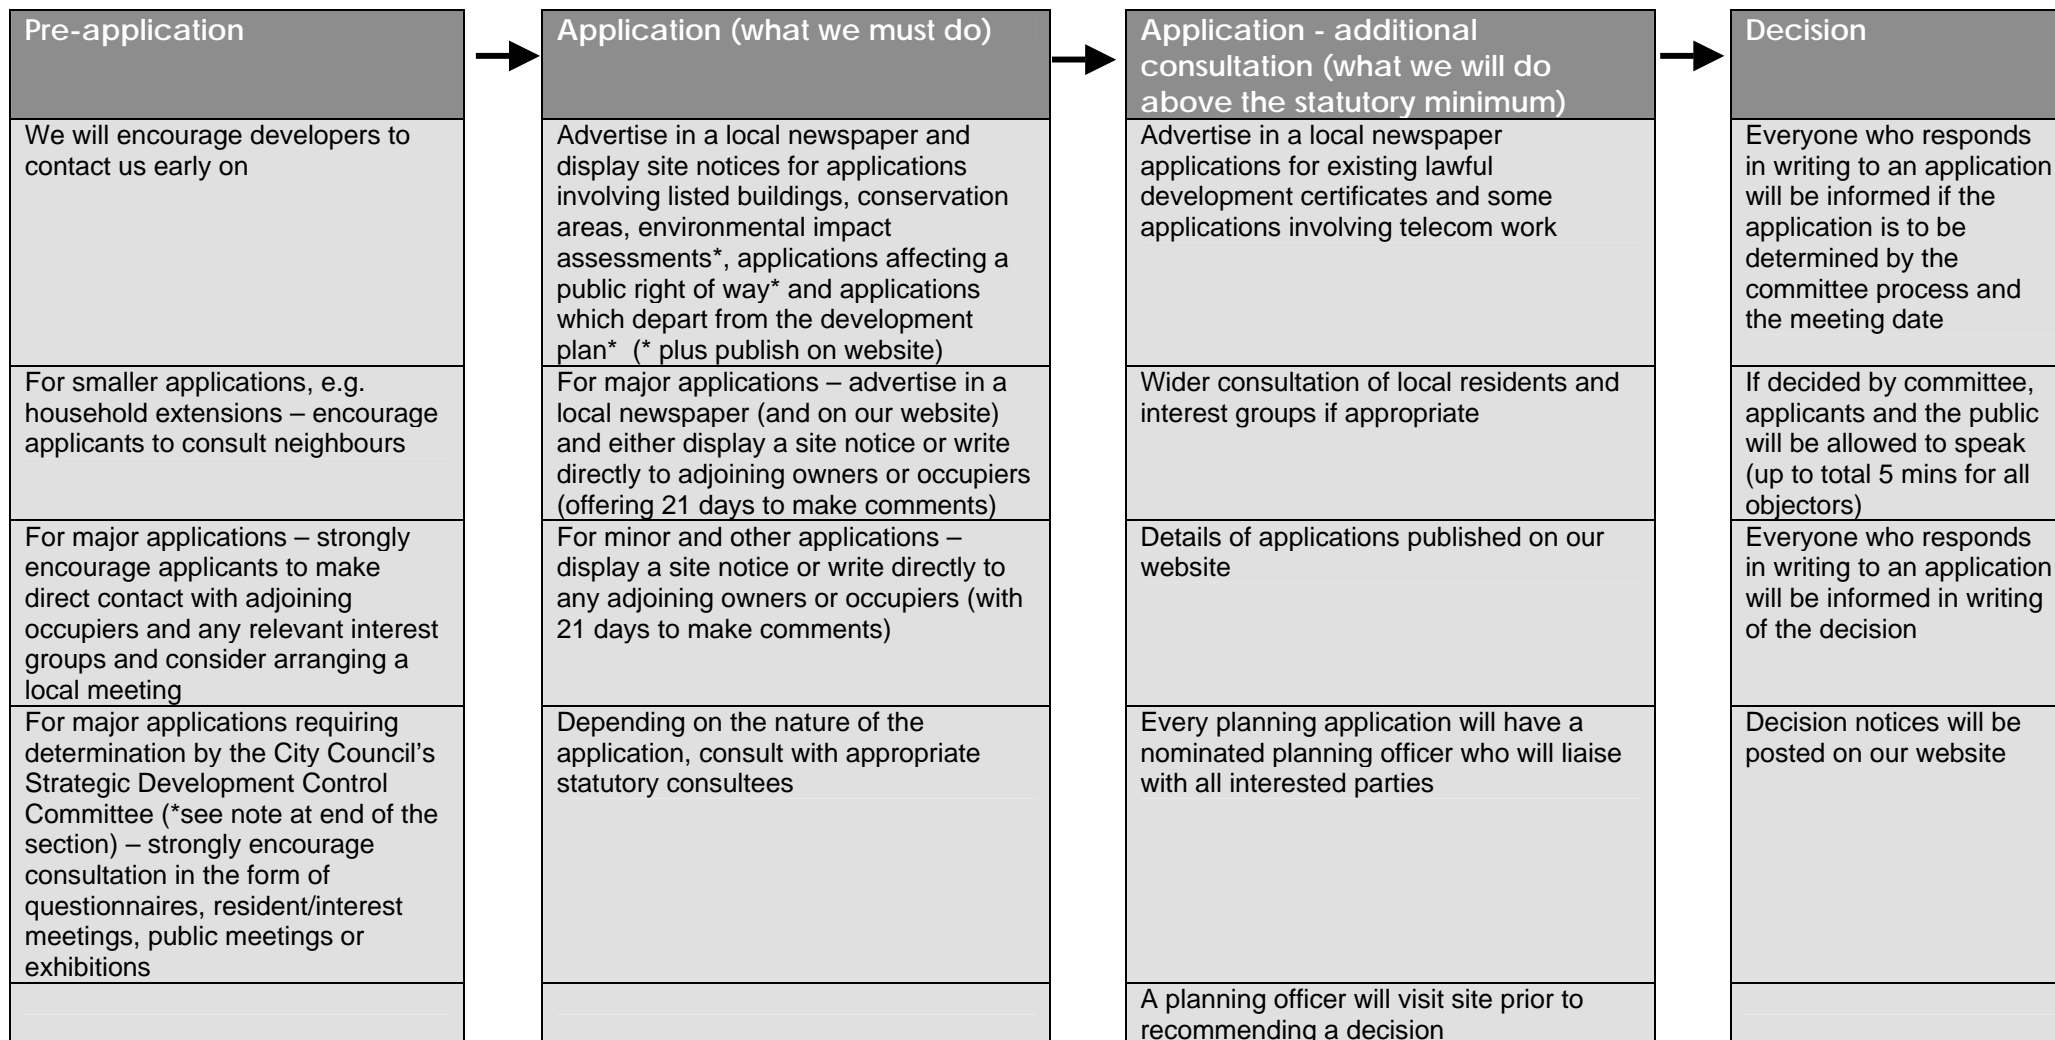 Pre-application
We will encourage developers to
contact us early on
For smaller applications, e.g.
household extensions – encourage
applicants to consult neighbours
For major applications – strongly
encourage applicants to make
direct contact with adjoining
occupiers and any relevant interest
groups and consider arranging a
local meeting
For major applications requiring
determination by the City Council’s
Strategic Development Control
Committee (*see note at end of the
section) – strongly encourage
consultation in the form of
questionnaires, resident/interest
meetings, public meetings or
exhibitions
Application (what we must do)
Advertise in a local newspaper and
display site notices for applications
involving listed buildings, conservation
areas, environmental impact
assessments*, applications affecting a
public right of way* and applications
which depart from the development
plan* (* plus publish on website)
For major applications – advertise in a
local newspaper (and on our website)
and either display a site notice or write
directly to adjoining owners or occupiers
(offering 21 days to make comments)
For minor and other applications –
display a site notice or write directly to
any adjoining owners or occupiers (with
21 days to make comments)
Depending on the nature of the
application, consult with appropriate
statutory consultees
Application - additional
consultation (what we will do
above the statutory minimum)
Advertise in a local newspaper
applications for existing lawful
development certificates and some
applications involving telecom work
Wider consultation of local residents and
interest groups if appropriate
Details of applications published on our
website
Every planning application will have a
nominated planning officer who will liaise
with all interested parties
A planning officer will visit site prior to
recommending a decision
Decision
Everyone who responds
in writing to an application
will be informed if the
application is to be
determined by the
committee process and
the meeting date
If decided by committee,
applicants and the public
will be allowed to speak
(up to total 5 mins for all
objectors)
Everyone who responds
in writing to an application
will be informed in writing
of the decision
Decision notices will be
posted on our website